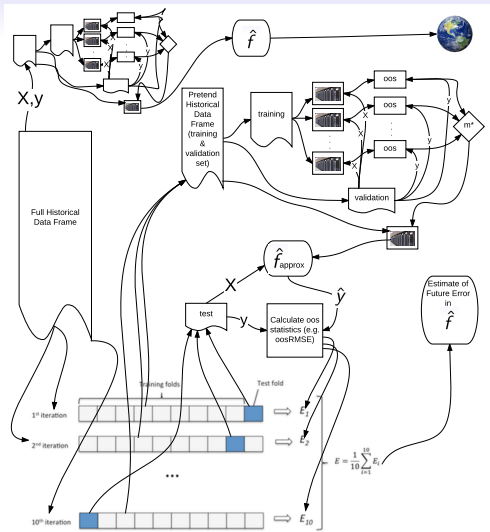 f̂
X,y
Full Historical
Data Frame
Pretend
Historical
Data Frame
(training
&
validation
set)
training
oos
oos
oos
X
X
y
y
y
m*
validation
f̂approx
X
ŷ
test
y
Calculate oos
statistics (e.g.
oosRMSE)
Estimate of
Future Error
in
f̂
Training folds
Test fold
1st iteration
E1
2nd iteration
E2
...
10th iteration
E10
E = 1/10 ∑ i=1 10 Ei